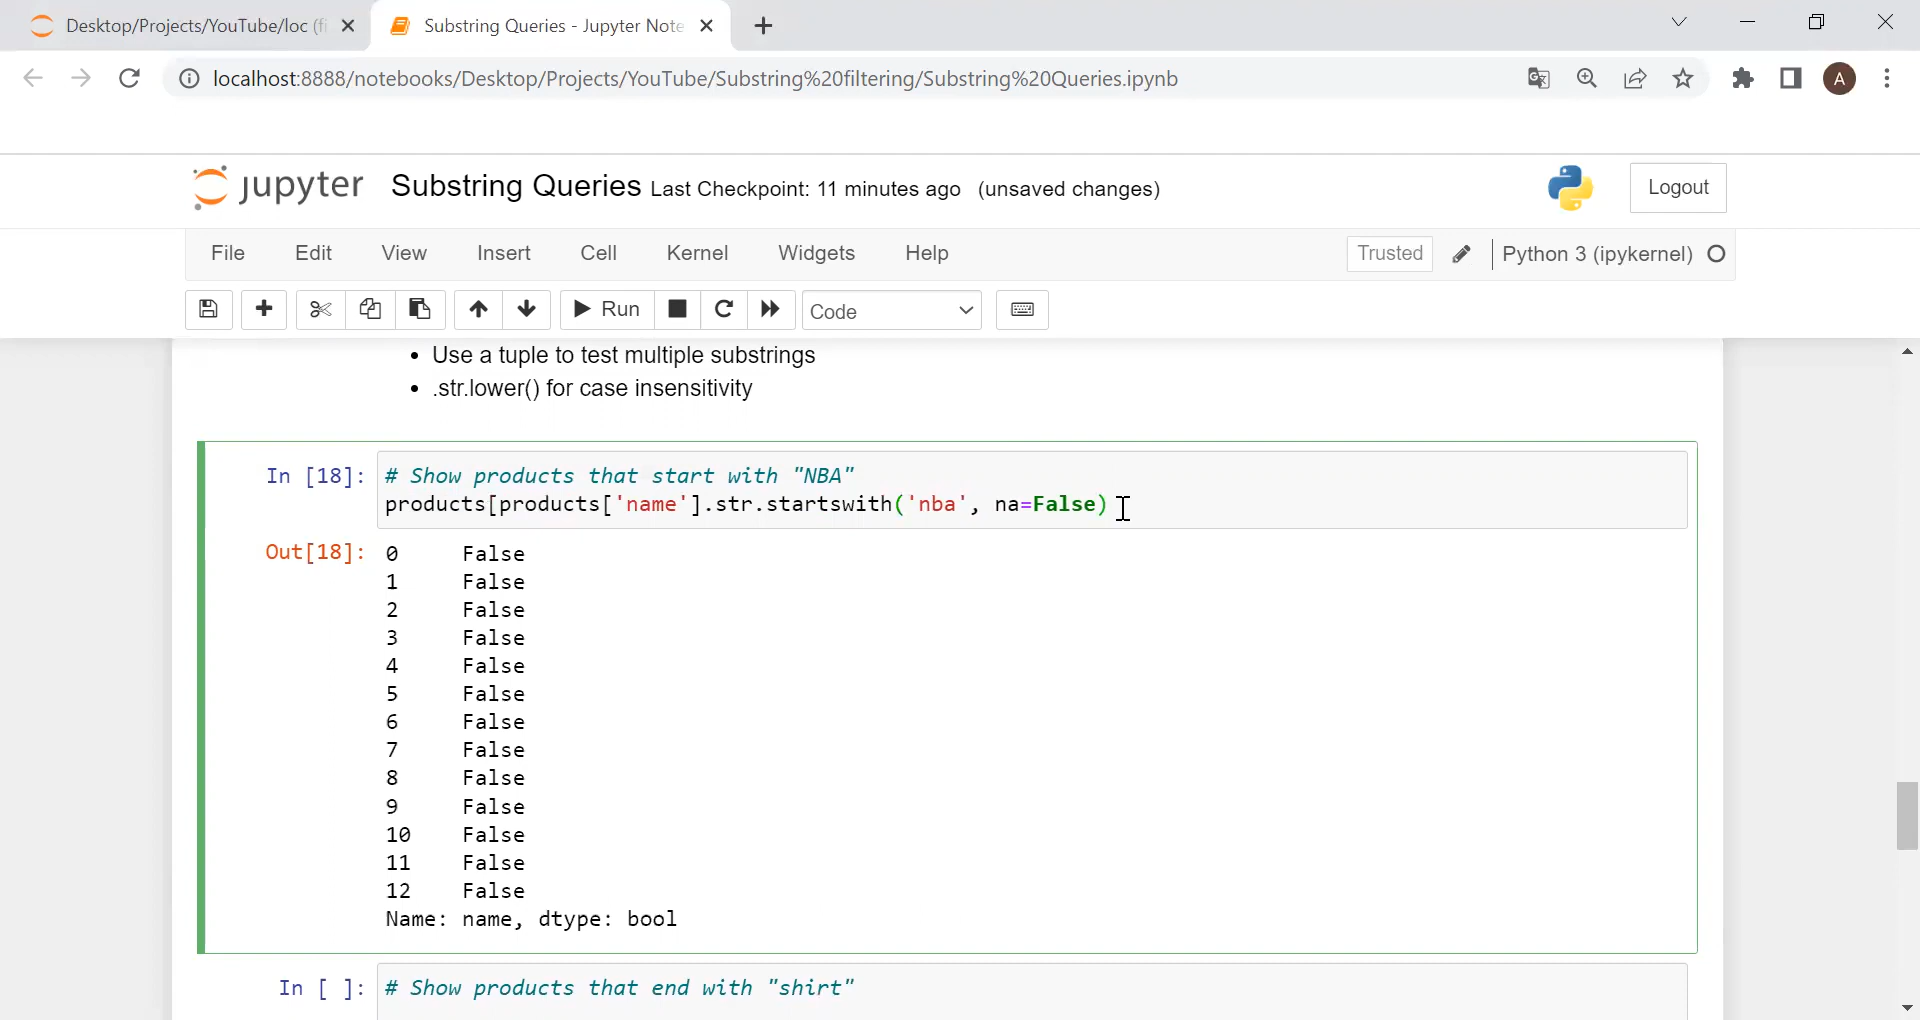 Desktop/Projects/YouTube/loc (fi
Substring Queries - Jupyter Note
localhost:8888/notebooks/Desktop/Projects/YouTube/Substring%20filtering/Substring%20Queries.ipynb
A
jupyter Substring Queries Last Checkpoint: 11 minutes ago (unsaved changes)
Logout
File Edit View Insert Cell Kernel Widgets Help
Trusted Python 3 (ipykernel)
Run Code
• Use a tuple to test multiple substrings
• .str.lower() for case insensitivity
In [18]: # Show products that start with "NBA"
products[products['name'].str.startswith('nba', na=False)
Out[18]: 0 False
1 False
2 False
3 False
4 False
5 False
6 False
7 False
8 False
9 False
10 False
11 False
12 False
Name: name, dtype: bool
In [ ]: # Show products that end with "shirt"